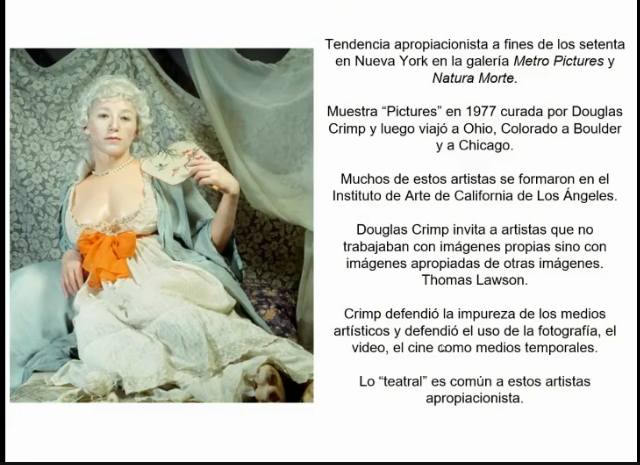 Tendencia apropiacionista a fines de los setenta
en Nueva York en la galería Metro Pictures y
Natura Morte.
Muestra “Pictures” en 1977 curada por Douglas
Crimp y luego viajó a Ohio, Colorado a Boulder
y a Chicago.
Muchos de estos artistas se formaron en el
Instituto de Arte de California de Los Ángeles.
Douglas Crimp invita a artistas que no
trabajaban con imágenes propias sino con
imágenes apropiadas de otras imágenes.
Thomas Lawson.
Crimp defendió la impureza de los medios
artísticos y defendió el uso de la fotografía, el
video, el cine como medios temporales.
Lo “teatral” es común a estos artistas
apropiacionista.